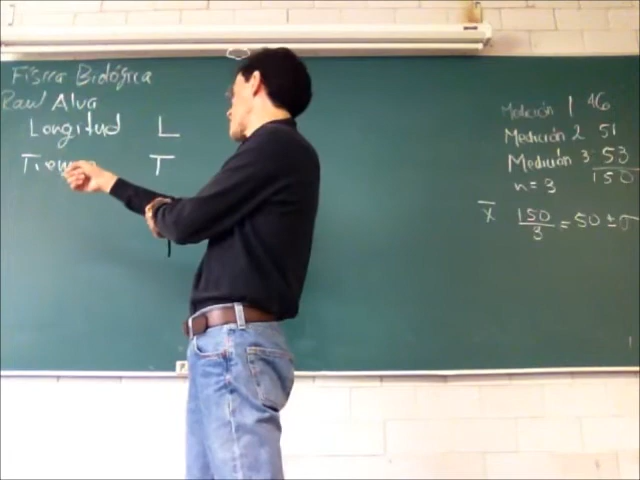 Física Biológica
Raul Alva
Longitud L
T
Medición 1 46
Medición 2 51
Medición 3 53
150
n = 3
x̄ 150/3 = 50 ± σ